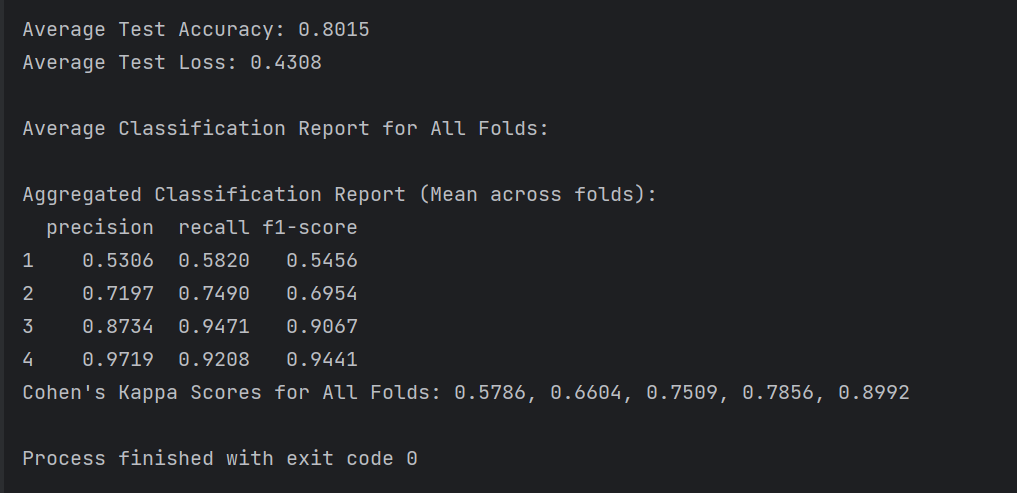 Average Test Accuracy: 0.8015
Average Test Loss: 0.4308
Average Classification Report for All Folds:
Aggregated Classification Report (Mean across folds):
precision recall f1-score
1 0.5306 0.5820 0.5456
2 0.7197 0.7490 0.6954
3 0.8734 0.9471 0.9067
4 0.9719 0.9208 0.9441
Cohen's Kappa Scores for All Folds: 0.5786, 0.6604, 0.7509, 0.7856, 0.8992
Process finished with exit code 0